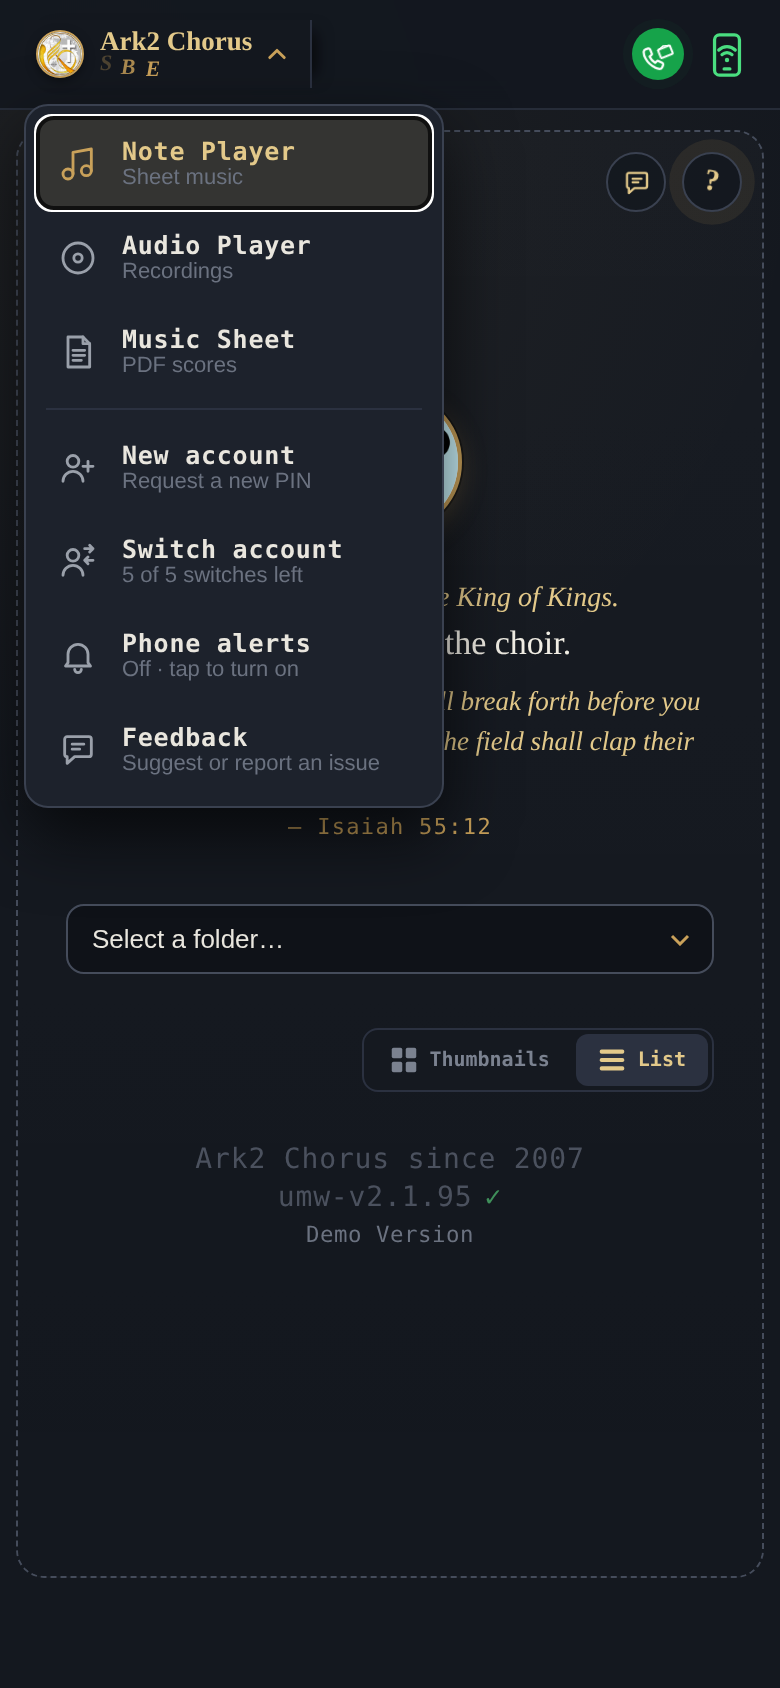 Ark2 Chorus
S B E
Note Player
Sheet music
?
Audio Player
Recordings
Music Sheet
PDF scores
New account
Request a new PIN
Switch account
5 of 5 switches left
Phone alerts
Off · tap to turn on
Feedback
Suggest or report an issue
King of Kings.
the choir.
break forth before you
field shall clap their
— Isaiah 55:12
Select a folder…
Thumbnails
List
Ark2 Chorus since 2007
umw-v2.1.95 ✓
Demo Version